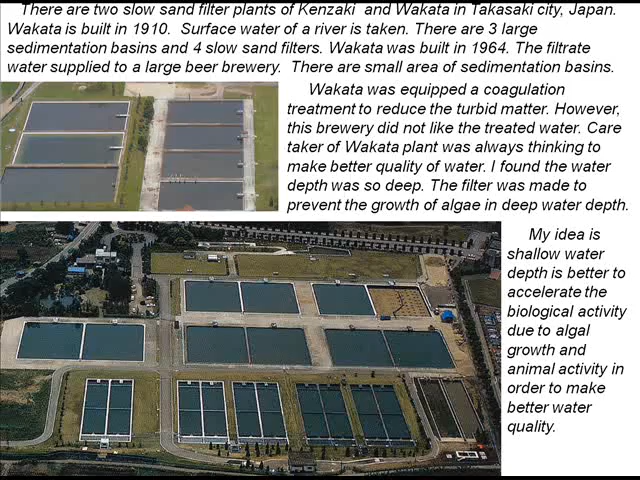 There are two slow sand filter plants of Kenzaki and Wakata in Takasaki city, Japan.
Wakata is built in 1910. Surface water of a river is taken. There are 3 large
sedimentation basins and 4 slow sand filters. Wakata was built in 1964. The filtrate
water supplied to a large beer brewery. There are small area of sedimentation basins.
Wakata was equipped a coagulation
treatment to reduce the turbid matter. However,
this brewery did not like the treated water. Care
taker of Wakata plant was always thinking to
make better quality of water. I found the water
depth was so deep. The filter was made to
prevent the growth of algae in deep water depth.
My idea is
shallow water
depth is better to
accelerate the
biological activity
due to algal
growth and
animal activity in
order to make
better water
quality.